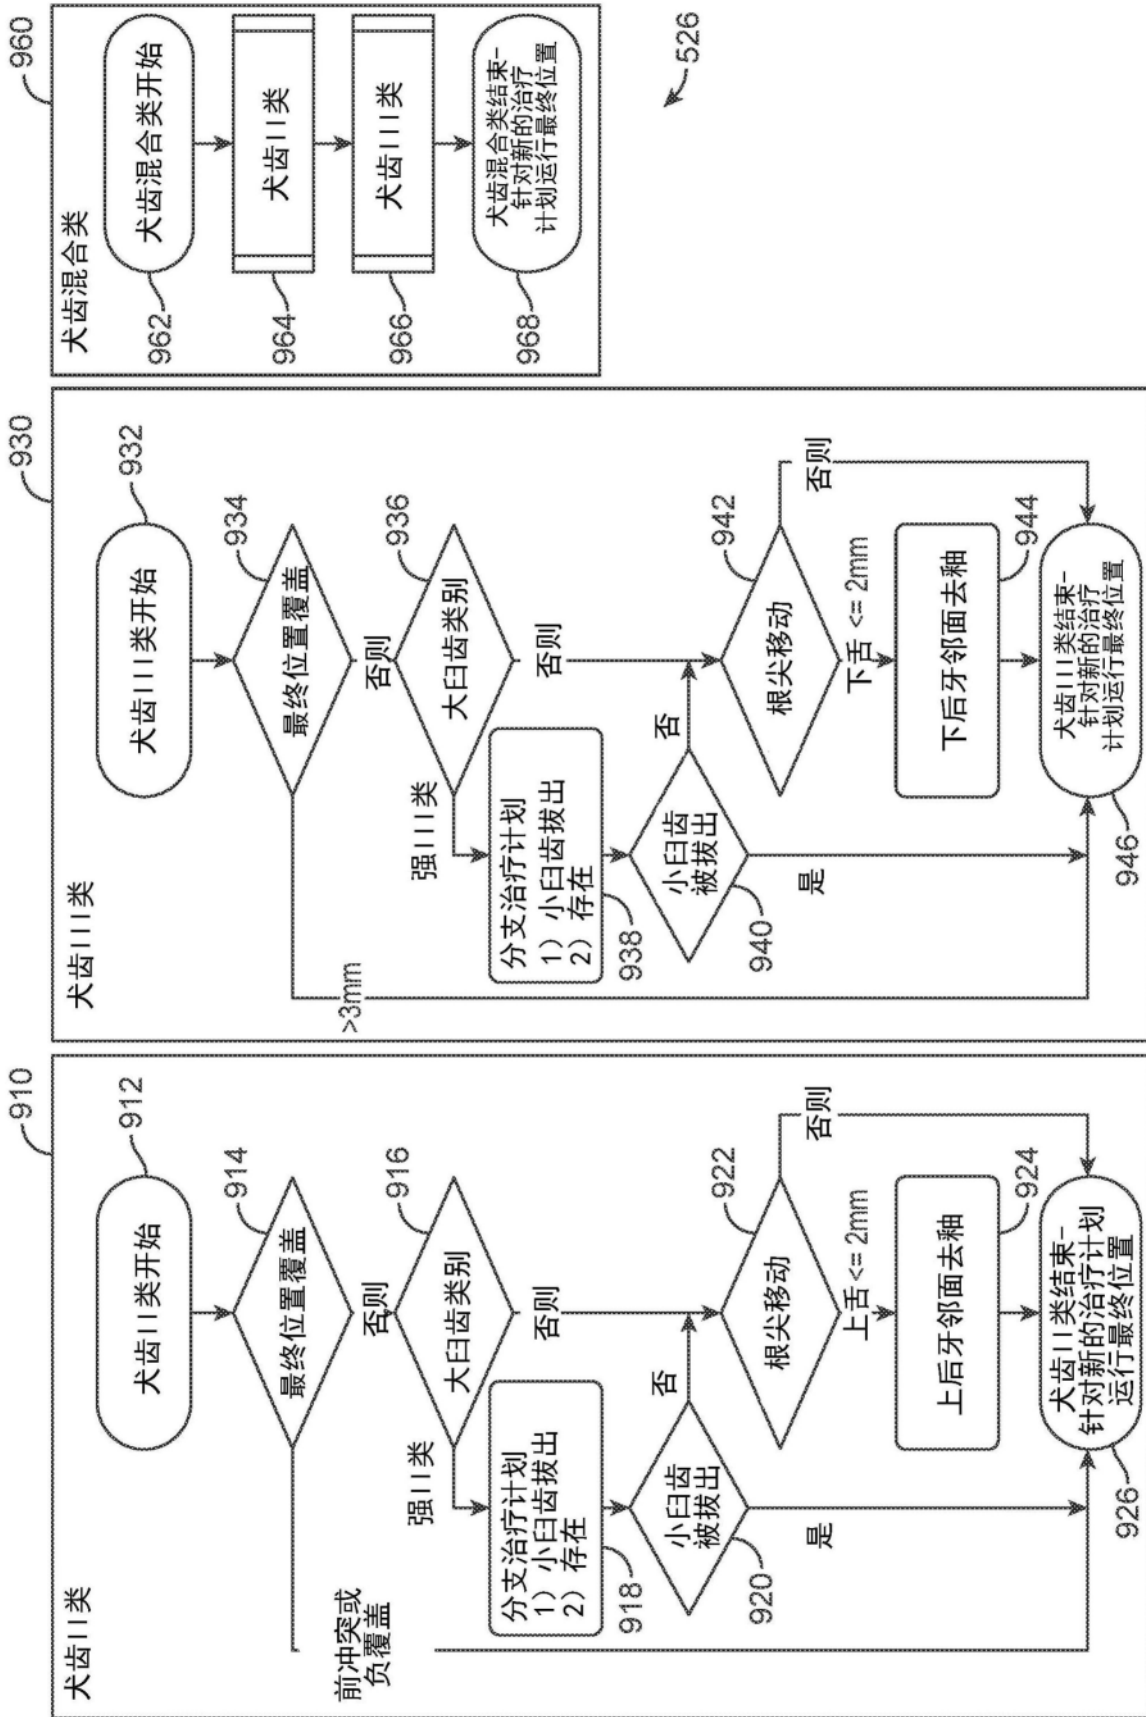 910
犬齿II类
犬齿II类开始
912
最终位置覆盖
914
前冲突或
负覆盖
否则
大臼齿类别
916
强II类
否则
分支治疗计划
1）小臼齿拔出
2）存在
918
小臼齿
被拔出
920
否
是
根尖移动
922
否则
上舌 <= 2mm
上后牙邻面去釉
924
犬齿II类结束-
针对新的治疗计划
运行最终位置
926
930
犬齿III类
犬齿III类开始
932
最终位置覆盖
934
>3mm
否则
大臼齿类别
936
强III类
否则
分支治疗计划
1）小臼齿拔出
2）存在
938
小臼齿
被拔出
940
否
是
根尖移动
942
否则
下舌 <= 2mm
下后牙邻面去釉
944
犬齿III类结束-
针对新的治疗
计划运行最终位置
946
960
犬齿混合类
犬齿混合类开始
962
犬齿II类
964
犬齿III类
966
犬齿混合类结束-
针对新的治疗
计划运行最终位置
968
526